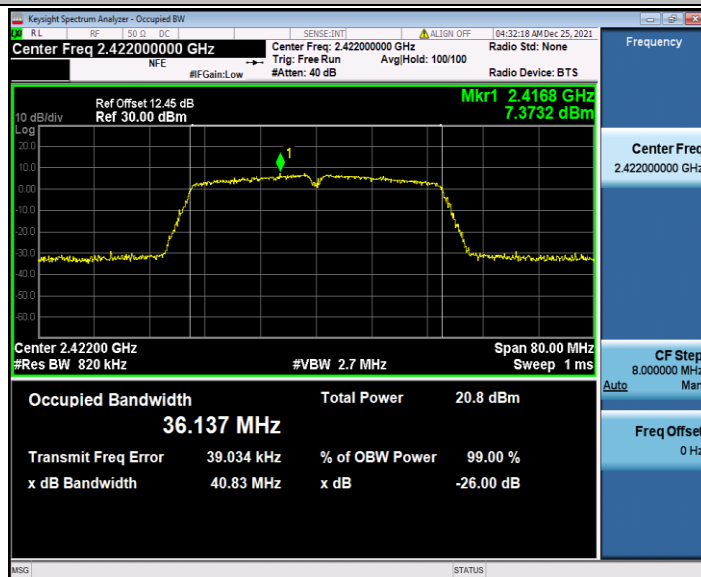 Keysight Spectrum Analyzer - Occupied BW
RL RF 50 Ω DC SENSE:INT ALIGN OFF 04:32:18 AM Dec 25, 2021
Center Freq 2.422000000 GHz
NFE
#IFGain:Low
Center Freq: 2.422000000 GHz
Trig: Free Run Avg|Hold: 100/100
#Atten: 40 dB
Radio Std: None
Radio Device: BTS
Frequency
Ref Offset 12.45 dB
10 dB/div Ref 30.00 dBm
Mkr1 2.4168 GHz
7.3732 dBm
Log
20.0
10.0
0.00
-10.0
-20.0
-30.0
-40.0
-50.0
-60.0
1
Center 2.42200 GHz Span 80.00 MHz
#Res BW 820 kHz #VBW 2.7 MHz Sweep 1 ms
Center Freq
2.422000000 GHz
CF Step
8.000000 MHz
Auto Man
Freq Offset
0 Hz
Occupied Bandwidth Total Power 20.8 dBm
36.137 MHz
Transmit Freq Error 39.034 kHz % of OBW Power 99.00 %
x dB Bandwidth 40.83 MHz x dB -26.00 dB
MSG STATUS